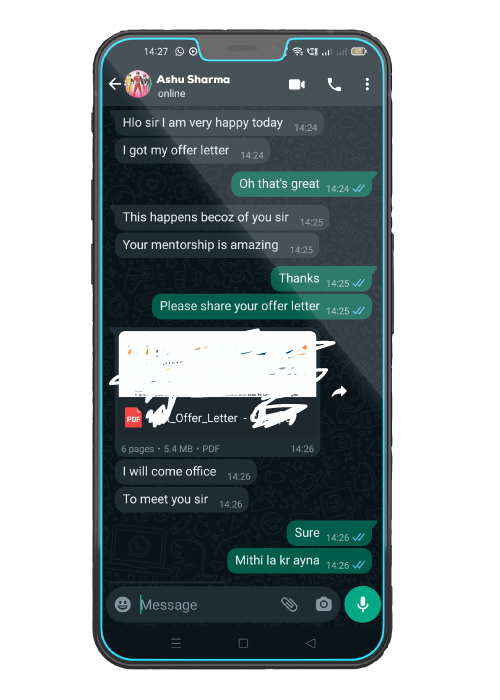 14:27
Ashu Sharma
online
Hlo sir I am very happy today 14:24
I got my offer letter 14:24
Oh that's great 14:24
This happens becoz of you sir 14:25
Your mentorship is amazing 14:25
Thanks 14:25
Please share your offer letter 14:25
PDF _Offer_Letter -
6 pages • 5.4 MB • PDF 14:26
I will come office 14:26
To meet you sir 14:26
Sure 14:26
Mithi la kr ayna 14:26
Message